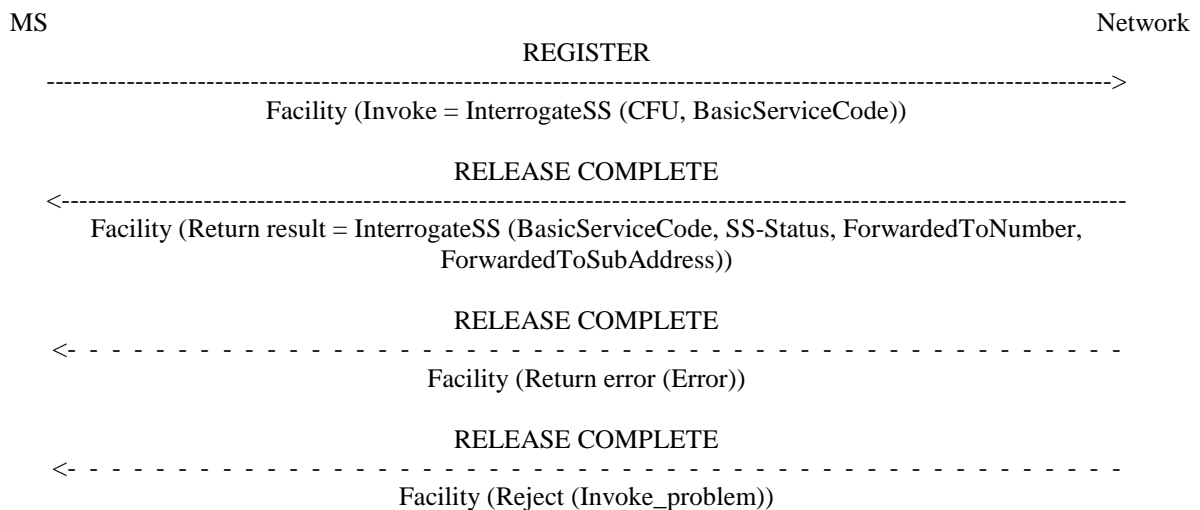 MS Network
REGISTER
Facility (Invoke = InterrogateSS (CFU, BasicServiceCode))
RELEASE COMPLETE
Facility (Return result = InterrogateSS (BasicServiceCode, SS-Status, ForwardedToNumber,
ForwardedToSubAddress))
RELEASE COMPLETE
Facility (Return error (Error))
RELEASE COMPLETE
Facility (Reject (Invoke_problem))